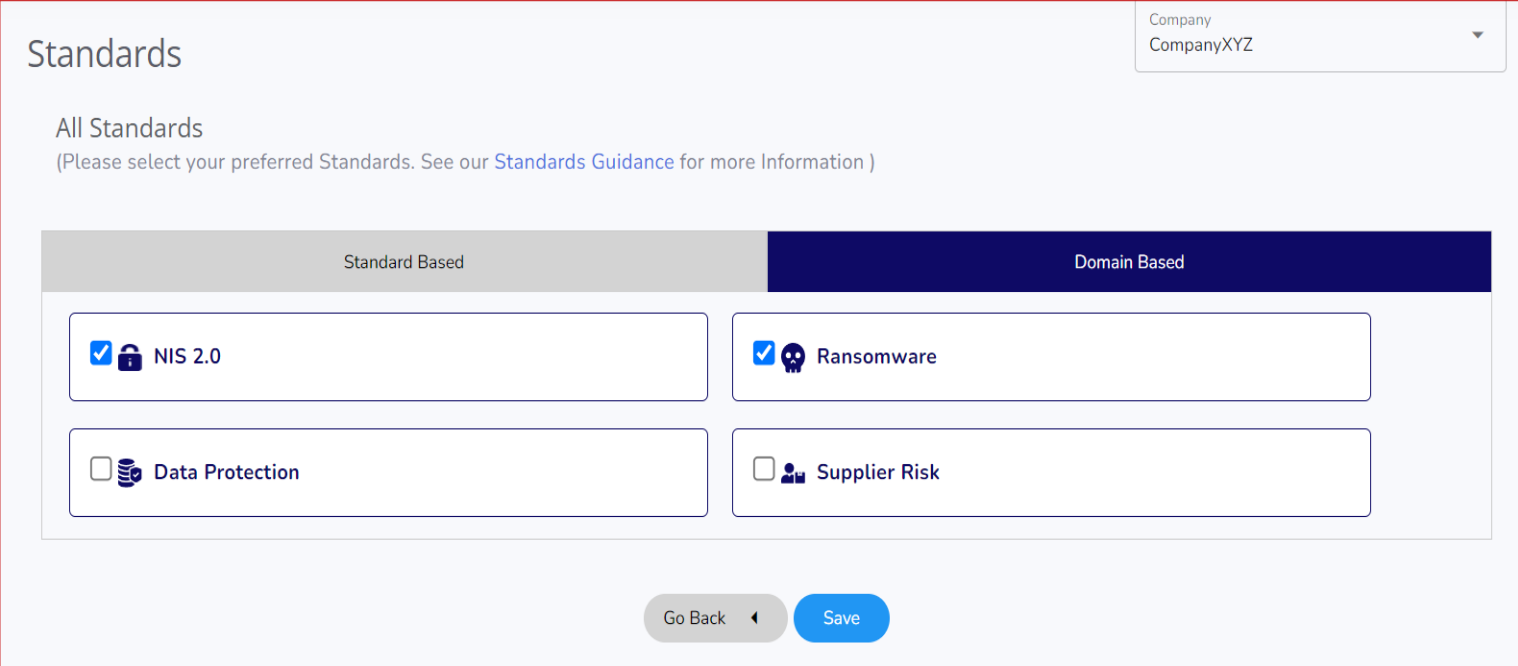 Company
CompanyXYZ
Standards
All Standards
(Please select your preferred Standards. See our Standards Guidance for more Information )
Standard Based
Domain Based
NIS 2.0
Ransomware
Data Protection
Supplier Risk
Go Back
Save